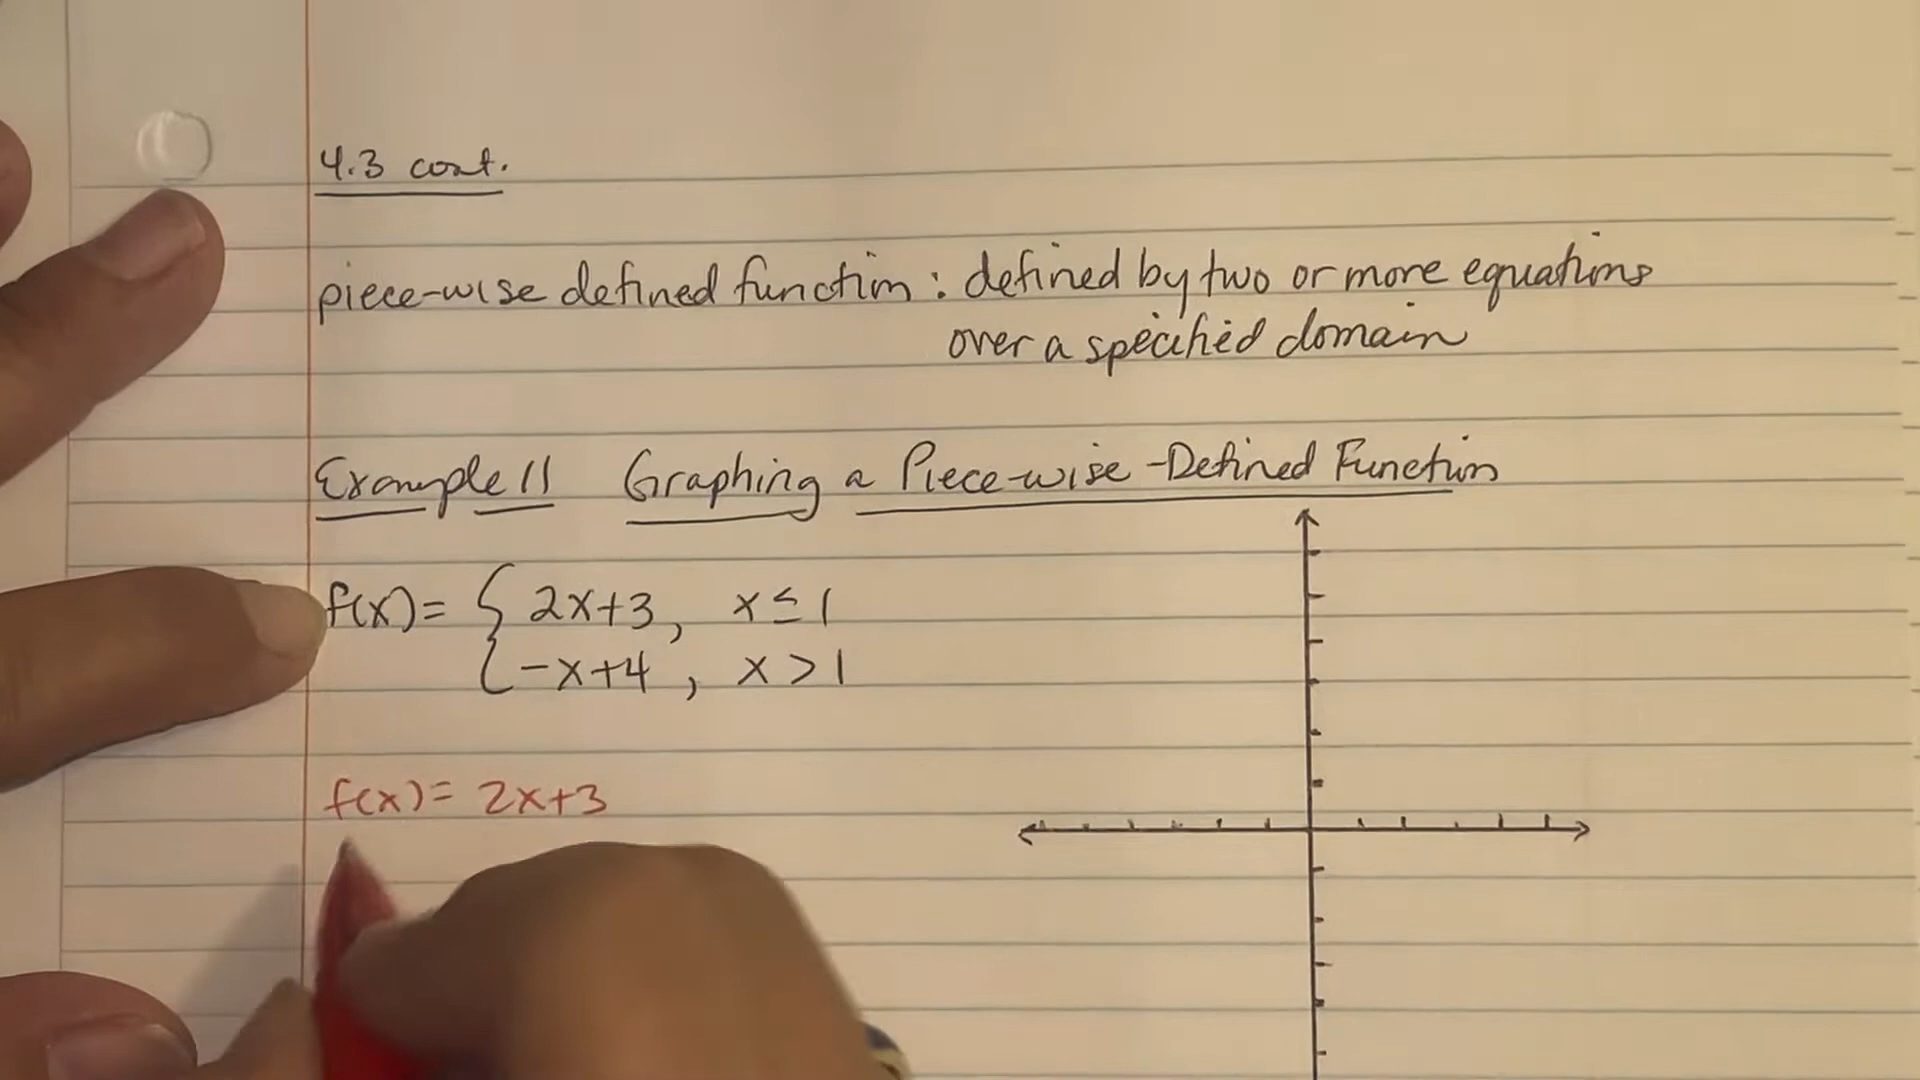 4.3 cont.
piece-wise defined function : defined by two or more equations
over a specified domain
Example 11 Graphing a Piece-wise-Defined Function
f(x) = { 2x+3, x ≤ 1
-x+4, x > 1
f(x) = 2x+3